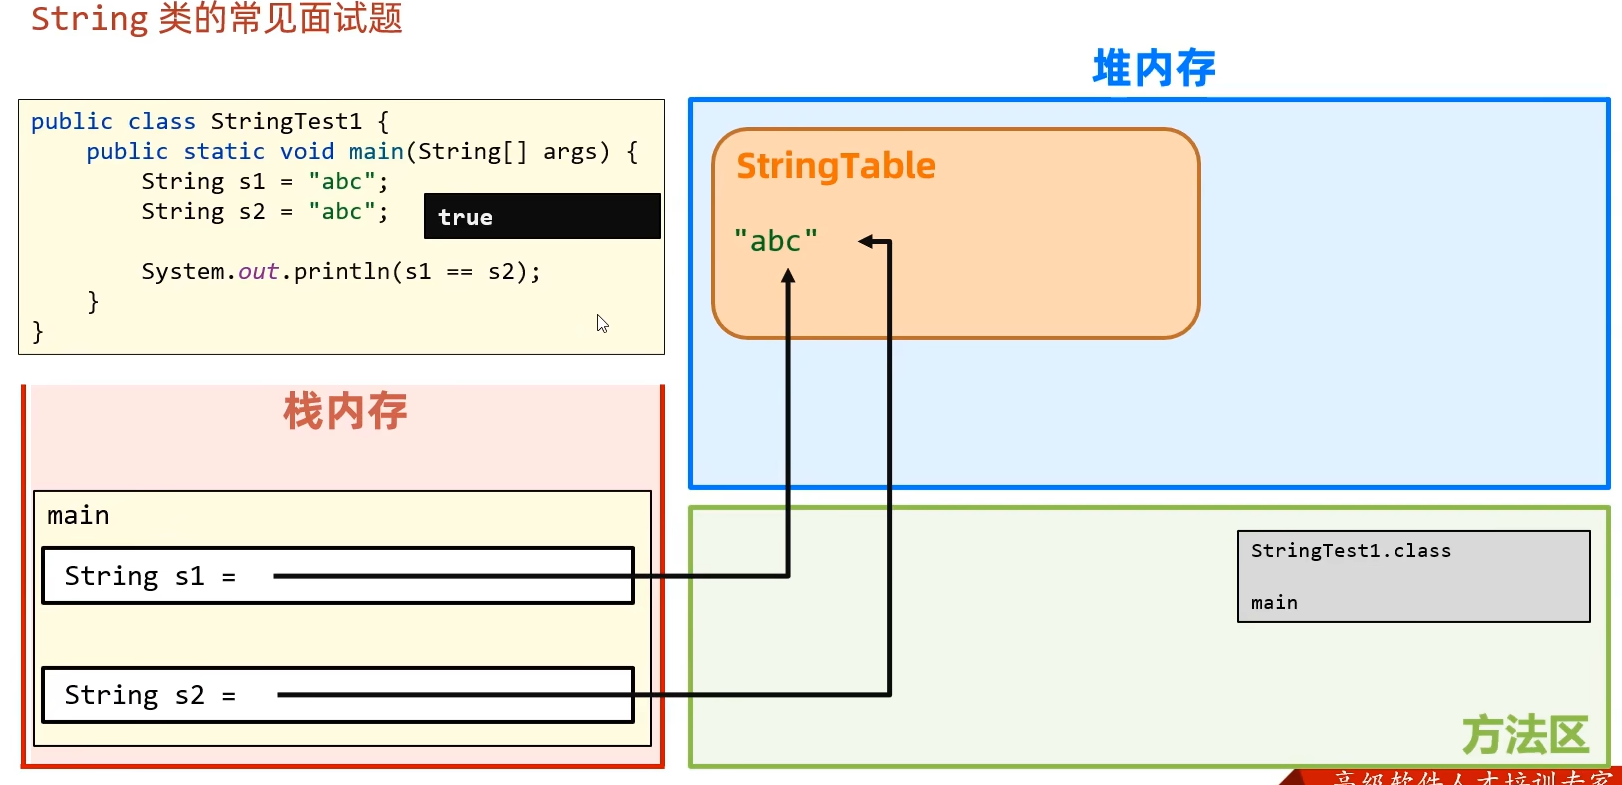 String 类的常见面试题
堆内存
public class StringTest1 {
    public static void main(String[] args) {
        String s1 = "abc";
        String s2 = "abc";
true
        System.out.println(s1 == s2);
    }
}
StringTable
"abc"
栈内存
main
String s1 =
String s2 =
StringTest1.class
main
方法区
高级软件人才培训专家